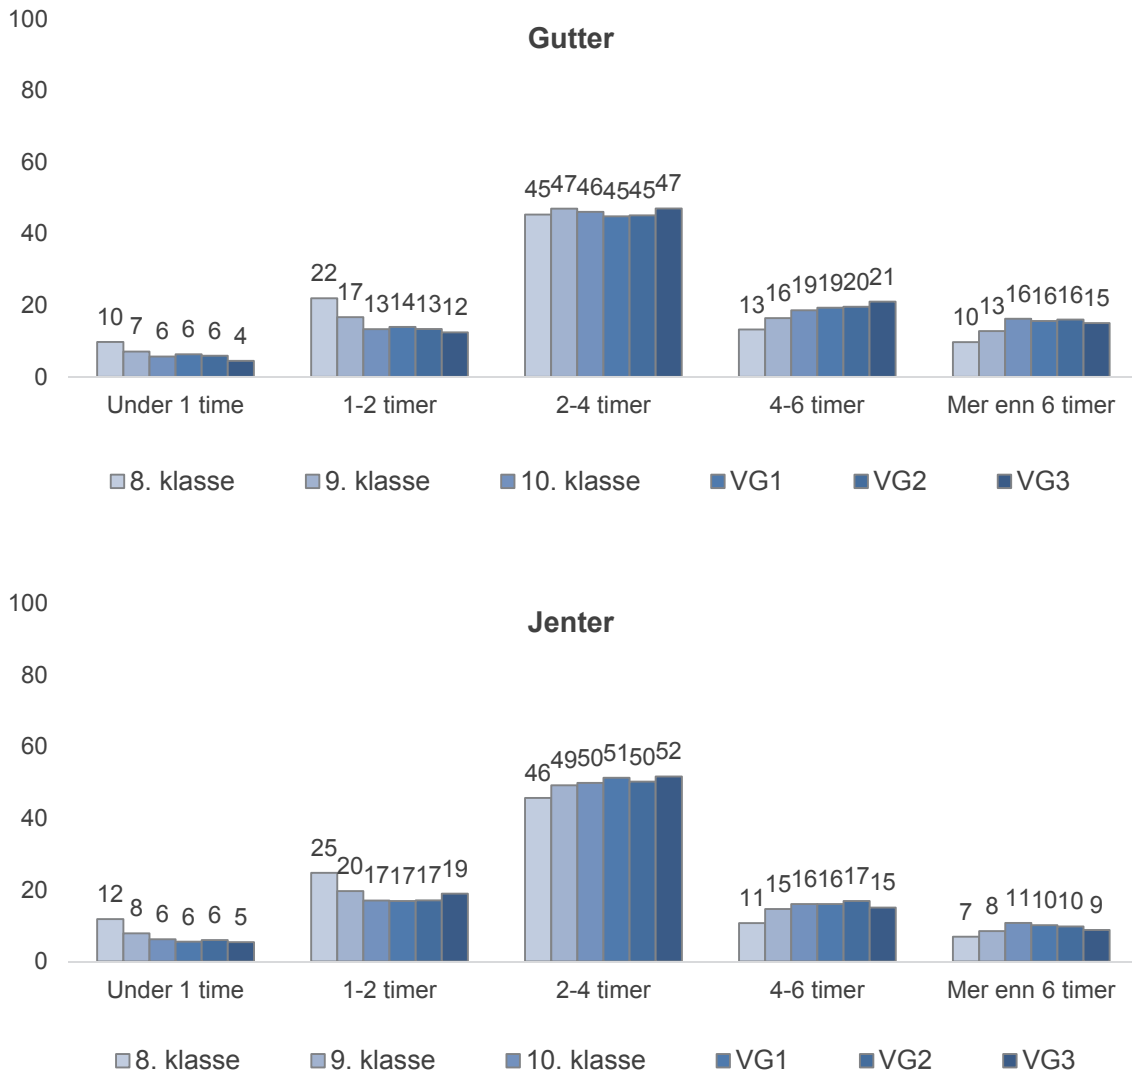 100
Gutter
80
60
40
20
0
45 47 46 45 45 47
22 17 13 14 13 12
13 16 19 19 20 21
10 7 6 6 6 4
10 13 16 16 16 15
Under 1 time 1-2 timer 2-4 timer 4-6 timer Mer enn 6 timer
8. klasse 9. klasse 10. klasse VG1 VG2 VG3
100
Jenter
80
60
40
20
0
46 49 50 51 50 52
25 20 17 17 17 19
12 8 6 6 6 5
11 15 16 16 17 15
7 8 11 10 10 9
Under 1 time 1-2 timer 2-4 timer 4-6 timer Mer enn 6 timer
8. klasse 9. klasse 10. klasse VG1 VG2 VG3